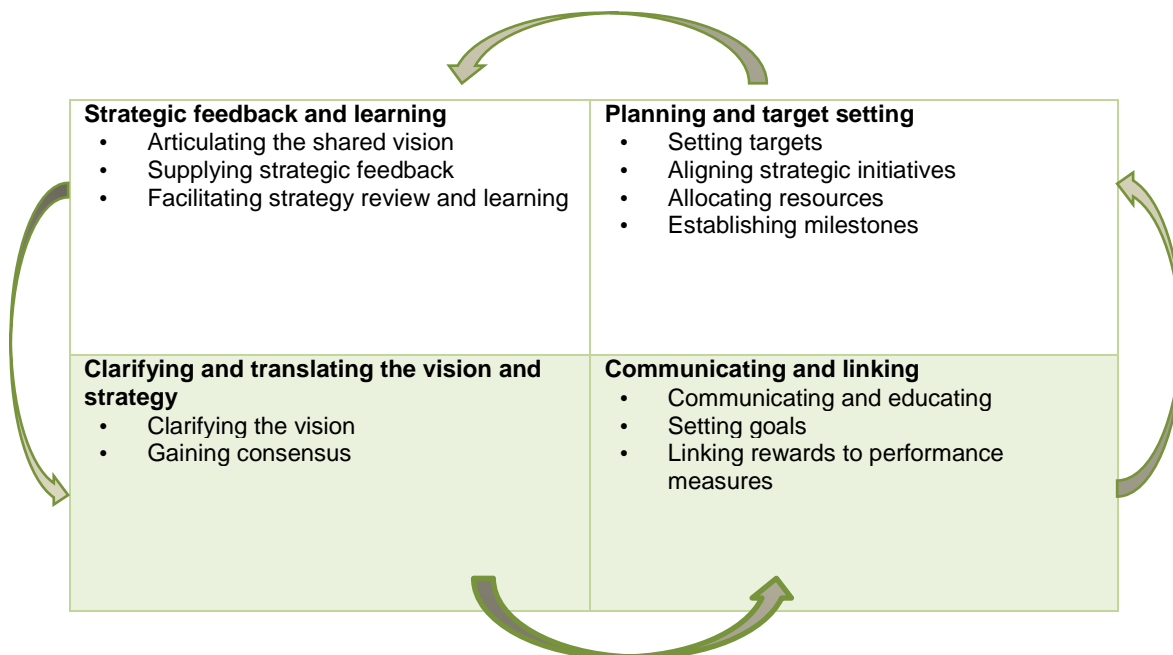 Strategic feedback and learning
• Articulating the shared vision
• Supplying strategic feedback
• Facilitating strategy review and learning
Planning and target setting
• Setting targets
• Aligning strategic initiatives
• Allocating resources
• Establishing milestones
Clarifying and translating the vision and
strategy
• Clarifying the vision
• Gaining consensus
Communicating and linking
• Communicating and educating
• Setting goals
• Linking rewards to performance
measures